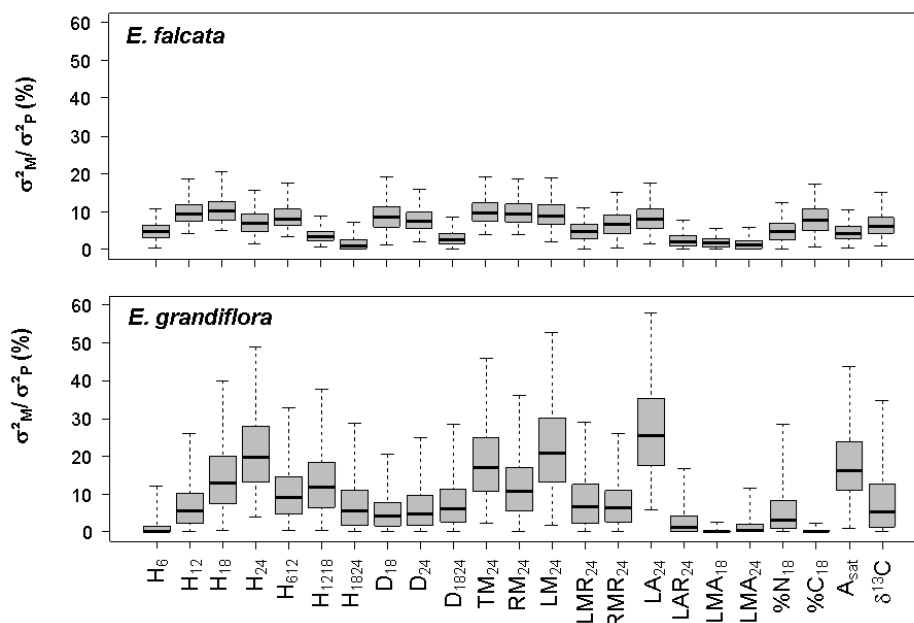 E. falcata
60
50
40
30
20
10
0
σ²M/ σ²P (%)
E. grandiflora
60
50
40
30
20
10
0
σ²M/ σ²P (%)
H6 H12 H18 H24 H612 H1218 H1824 D18 D24 D1824 TM24 RM24 LM24 LMR24 RMR24 LA24 LAR24 LMA18 LMA24 %N18 %C18 Asat δ13C